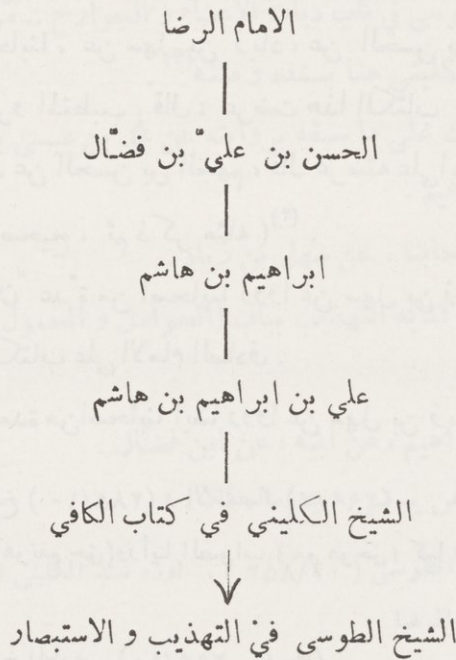 الامام الرضا
الحسن بن عليّ بن فضّال
ابراهيم بن هاشم
علي بن ابراهيم بن هاشم
الشيخ الكليني في كتاب الكافي
الشيخ الطوسى في التهذيب و الاستبصار